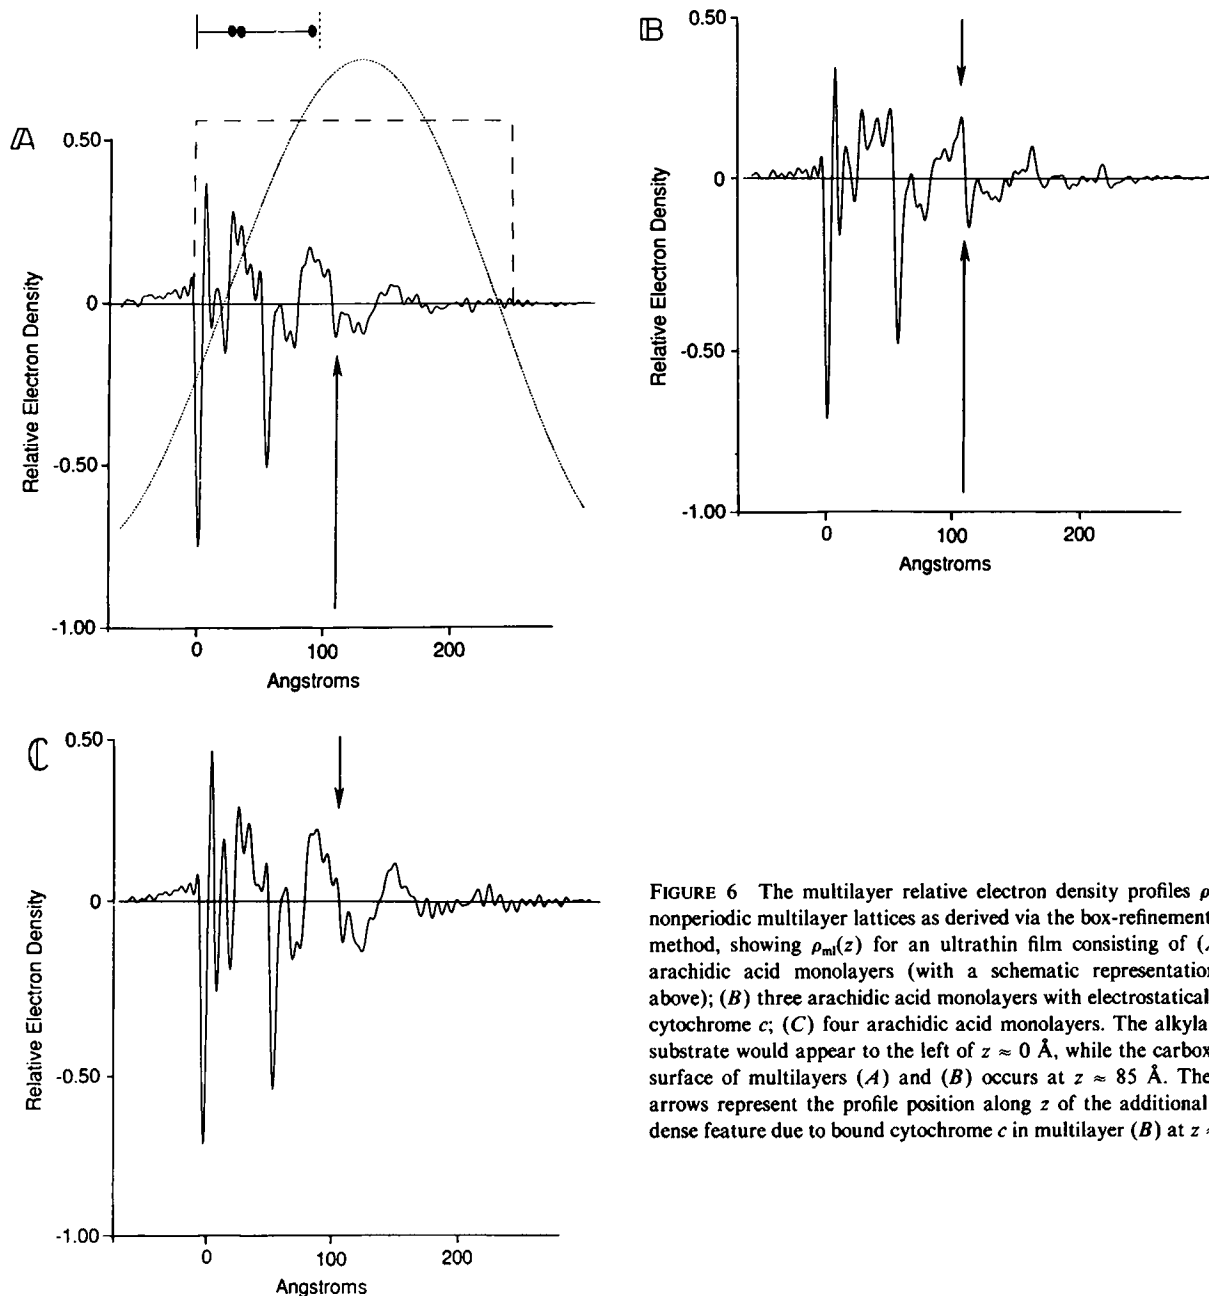 A
0.50
0
-0.50
-1.00
Relative Electron Density
0
100
200
Angstroms
B
0.50
0
-0.50
-1.00
Relative Electron Density
0
100
200
Angstroms
C
0.50
0
-0.50
-1.00
Relative Electron Density
0
100
200
Angstroms
FIGURE 6 The multilayer relative electron density profiles ρ
nonperiodic multilayer lattices as derived via the box-refinement
method, showing ρml(z) for an ultrathin film consisting of (
arachidic acid monolayers (with a schematic representation
above); (B) three arachidic acid monolayers with electrostatical
cytochrome c; (C) four arachidic acid monolayers. The alkyla
substrate would appear to the left of z ≈ 0 Å, while the carbox
surface of multilayers (A) and (B) occurs at z ≈ 85 Å. The
arrows represent the profile position along z of the additional
dense feature due to bound cytochrome c in multilayer (B) at z ≈